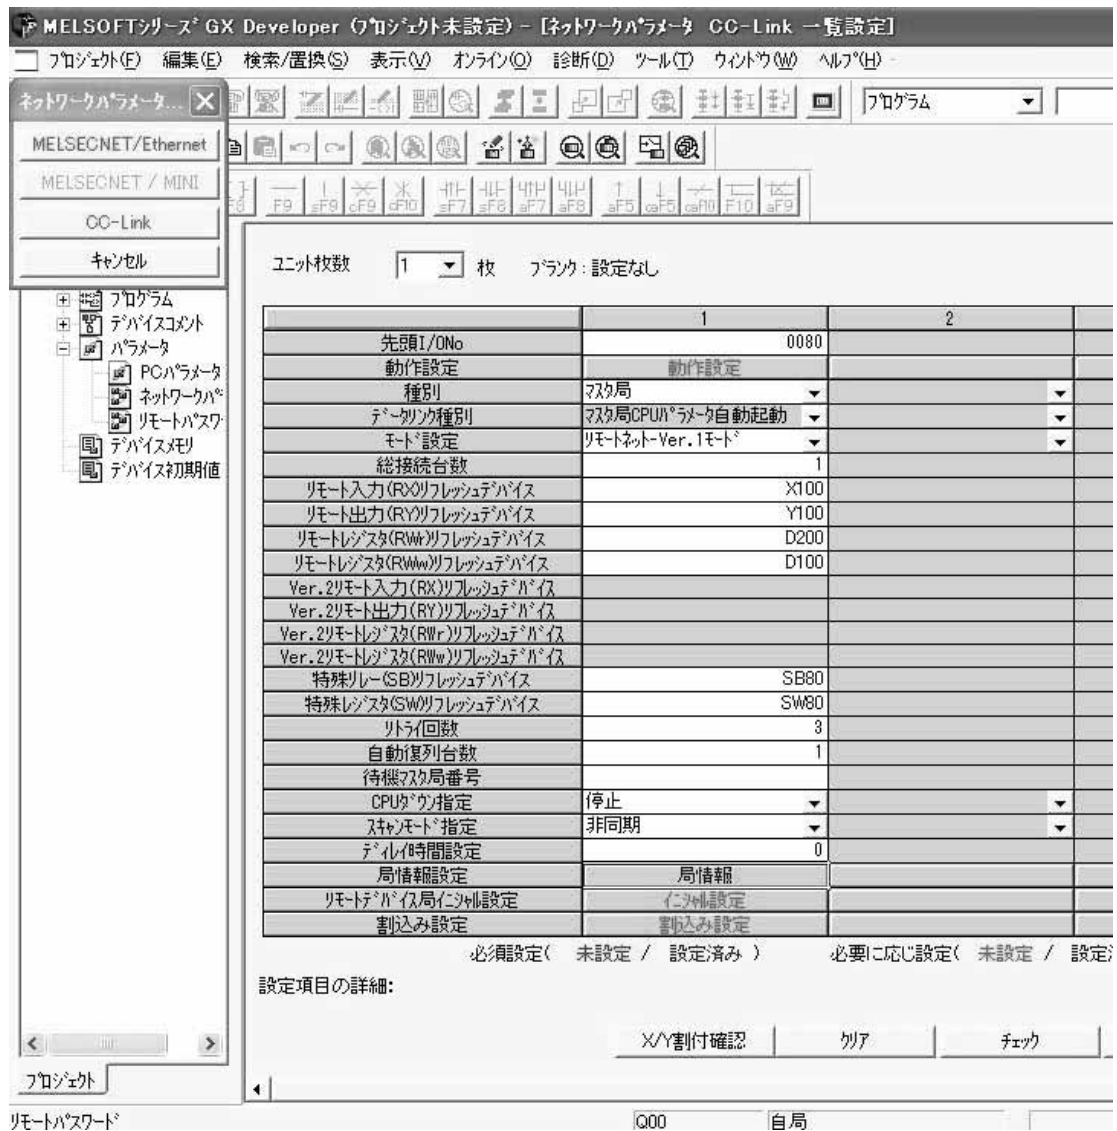 MELSOFTシリーズ GX Developer (プロジェクト未設定) - [ネットワークパラメータ CC-Link 一覧設定]
プロジェクト(F) 編集(E) 検索/置換(S) 表示(V) オンライン(O) 診断(D) ツール(T) ウィンドウ(W) ヘルプ(H)
ネットワークパラメータ...
プログラム
MELSECNET/Ethernet
MELSECNET / MINI
CC-Link
キャンセル
F9 sF9 cF9 cF10 sF7 sF8 aF7 aF8 aF5 caF5 caF10 F10 aF9
ユニット枚数 1 枚 ブランク:設定なし
プログラム
デバイスコメント
パラメータ
PCパラメータ
ネットワークパ
リモートパスワ
デバイスメモリ
デバイス初期値
1 2
先頭I/ONo 0080
動作設定 動作設定
種別 マスタ局
データリンク種別 マスタ局CPUパラメータ自動起動
モード設定 リモートネット-Ver.1モード
総接続台数 1
リモート入力(RX)リフレッシュデバイス X100
リモート出力(RY)リフレッシュデバイス Y100
リモートレジスタ(RWr)リフレッシュデバイス D200
リモートレジスタ(RWw)リフレッシュデバイス D100
Ver.2リモート入力(RX)リフレッシュデバイス
Ver.2リモート出力(RY)リフレッシュデバイス
Ver.2リモートレジスタ(RWr)リフレッシュデバイス
Ver.2リモートレジスタ(RWw)リフレッシュデバイス
特殊リレー(SB)リフレッシュデバイス SB80
特殊レジスタ(SW)リフレッシュデバイス SW80
リトライ回数 3
自動復列台数 1
待機マスタ局番号
CPUダウン指定 停止
スキャンモード指定 非同期
ディレイ時間設定 0
局情報設定 局情報
リモートデバイス局イニシャル設定 イニシャル設定
割込み設定 割込み設定
必須設定( 未設定 / 設定済み ) 必要に応じ設定( 未設定 / 設定
設定項目の詳細:
X/Y割付確認 クリア チェック
プロジェクト
リモートパスワード Q00 自局